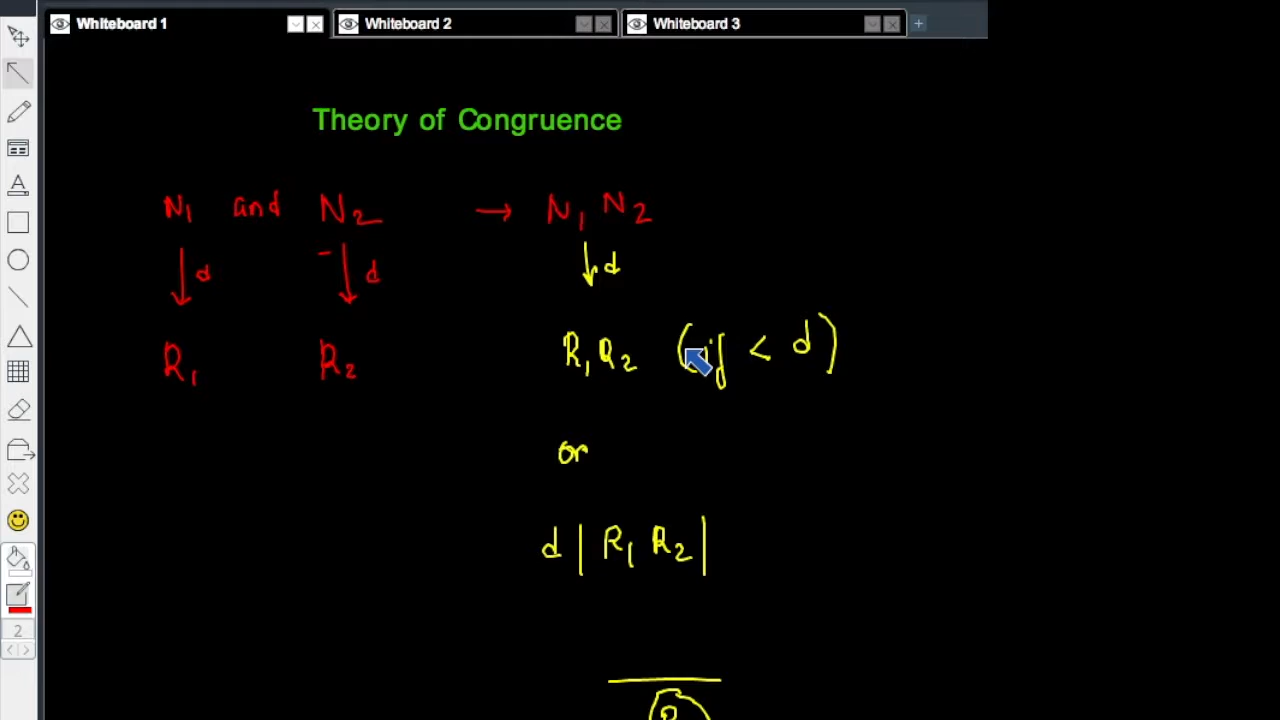 Whiteboard 1 Whiteboard 2 Whiteboard 3
Theory of Congruence
N1 and N2 → N1 N2
d d d
R1 R2 R1 R2 (if < d)
or
d | R1 R2 |
2